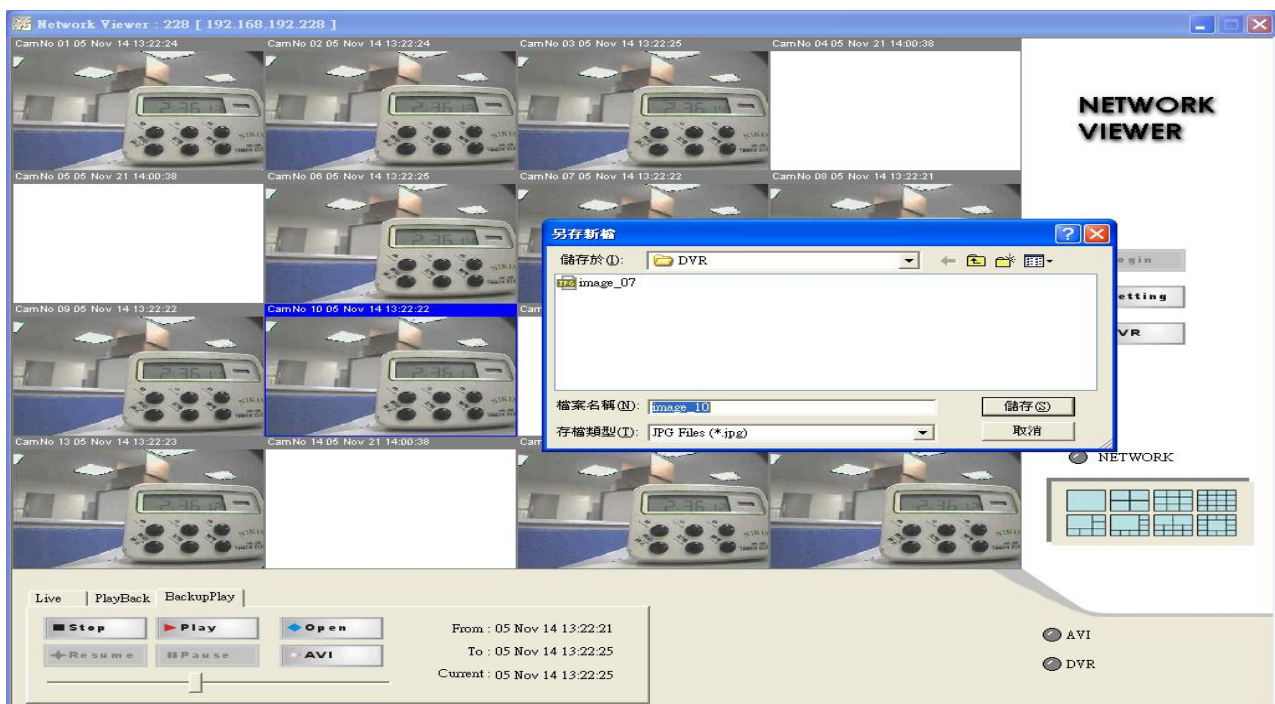 Network Viewer : 228 [ 192.168.192.228 ]
CamNo 01 05 Nov 14 13:22:24
CamNo 02 05 Nov 14 13:22:24
CamNo 03 05 Nov 14 13:22:25
CamNo 04 05 Nov 21 14:00:38
NETWORK
VIEWER
CamNo 05 05 Nov 21 14:00:38
CamNo 06 05 Nov 14 13:22:25
CamNo 07 05 Nov 14 13:22:22
CamNo 08 05 Nov 14 13:22:21
另存新檔
儲存於(I):
DVR
image_07
檔案名稱(N):
image_10
儲存(S)
存檔類型(T):
JPG Files (*.jpg)
取消
ogin
etting
VR
CamNo 09 05 Nov 14 13:22:22
CamNo 10 05 Nov 14 13:22:22
Cam
CamNo 13 05 Nov 14 13:22:23
CamNo 14 05 Nov 21 14:00:38
Cam
NETWORK
Live
PlayBack
BackupPlay
Stop
Play
Open
Resume
Pause
AVI
From : 05 Nov 14 13:22:21
To : 05 Nov 14 13:22:25
Current : 05 Nov 14 13:22:25
AVI
DVR